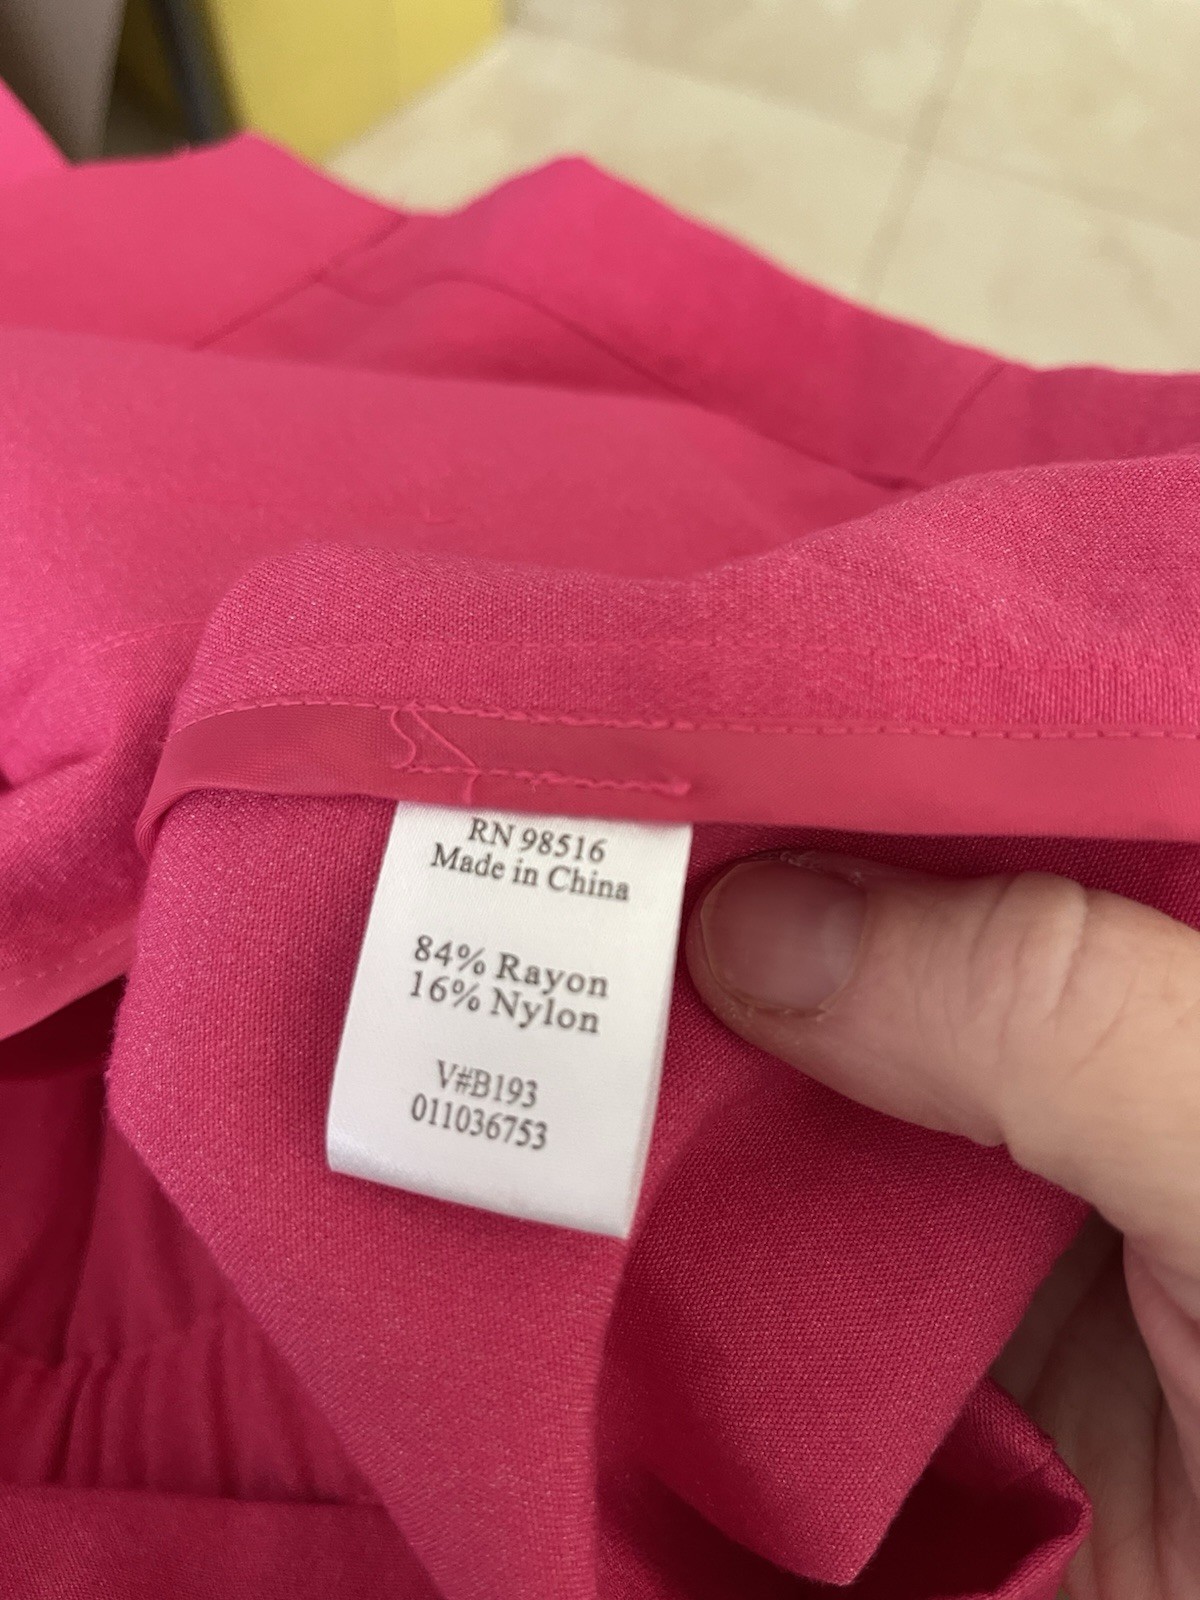 RN 98516
Made in China
84% Rayon
16% Nylon
V#B193
011036753